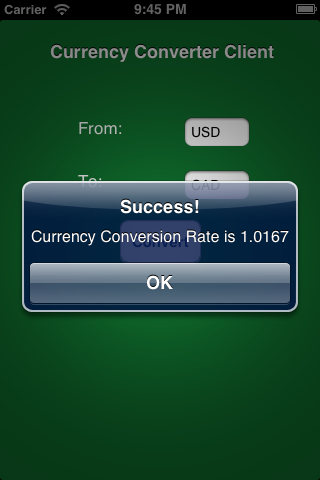 Carrier 9:45 PM
Currency Converter Client
From: USD
To: CAD
Success!
Currency Conversion Rate is 1.0167
Convert
OK